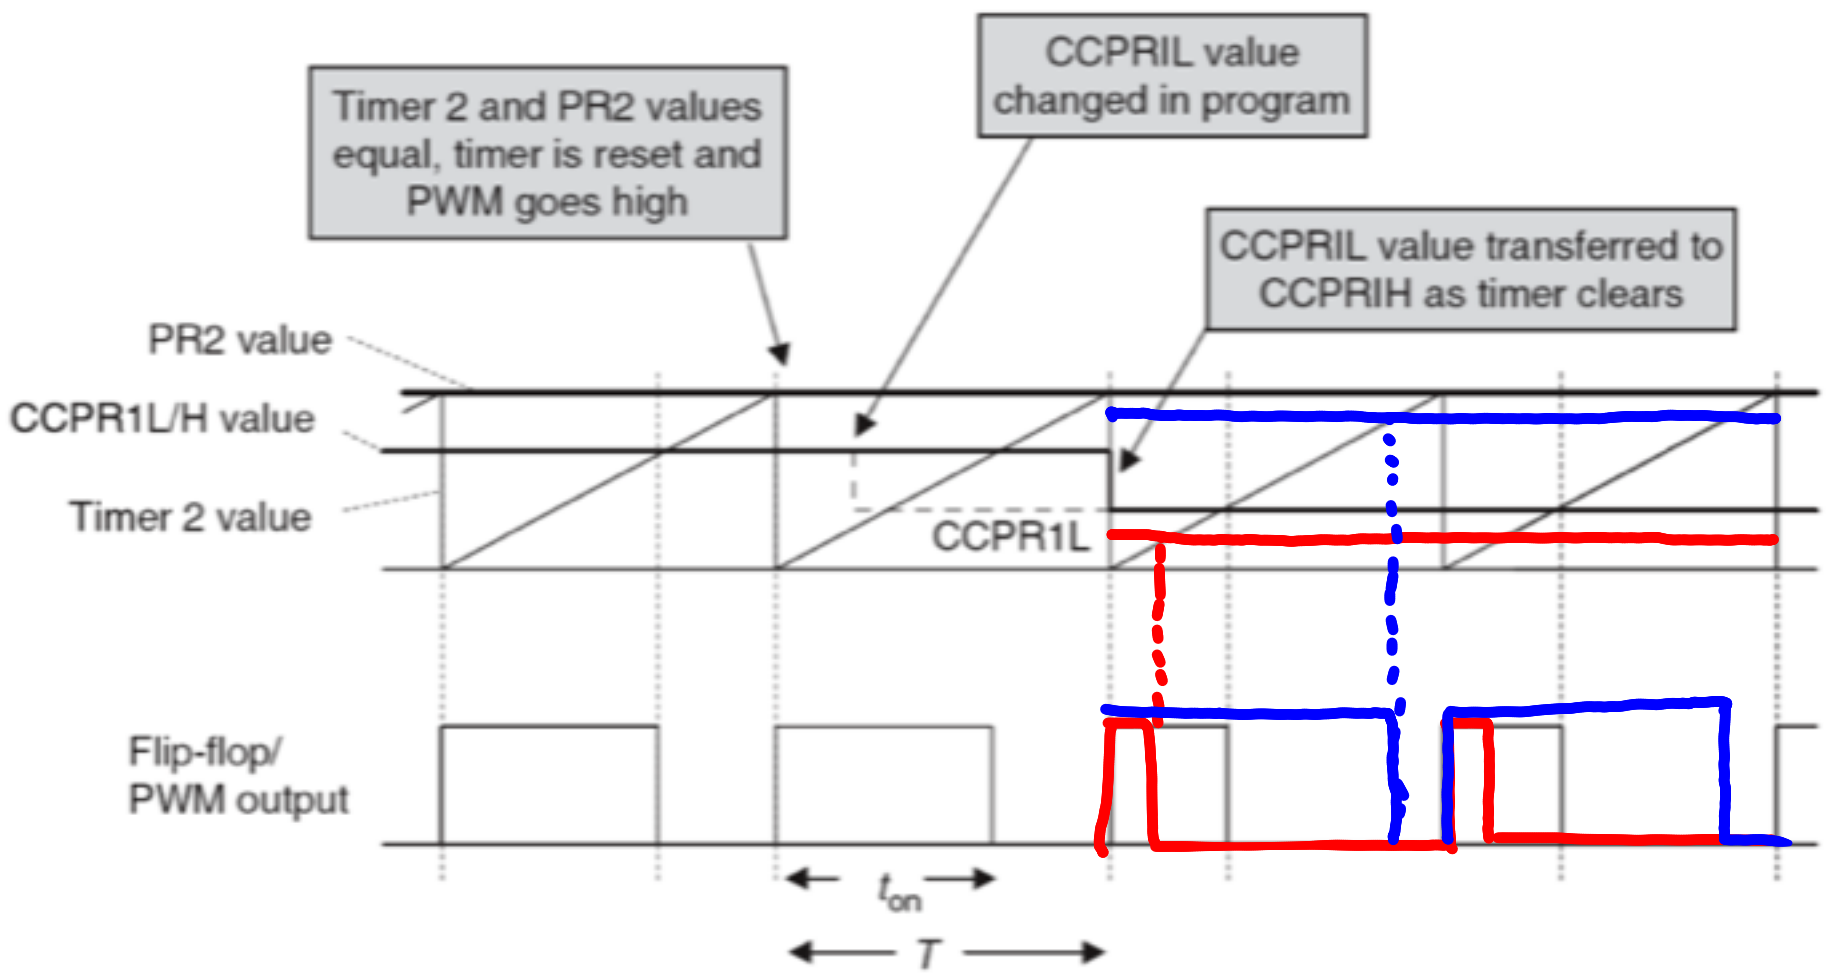 CCPRIL value
changed in program
Timer 2 and PR2 values
equal, timer is reset and
PWM goes high
CCPRIL value transferred to
CCPRIH as timer clears
PR2 value
CCPR1L/H value
Timer 2 value
CCPR1L
Flip-flop/
PWM output
ton
T